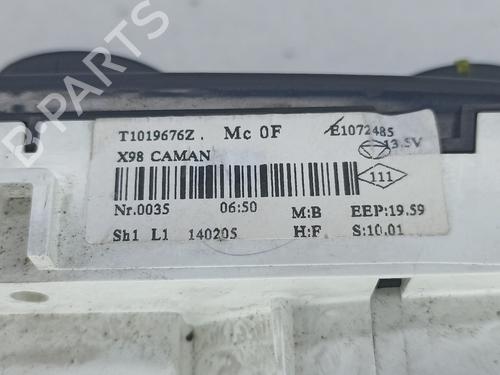 T1019676Z . Mc 0F E1072485
X98 CAMAN 13.5V
111
Nr.0035 06:50 M:B EEP:19.59
Sh1 L1 140205 H:F S:10.01
B-PARTS